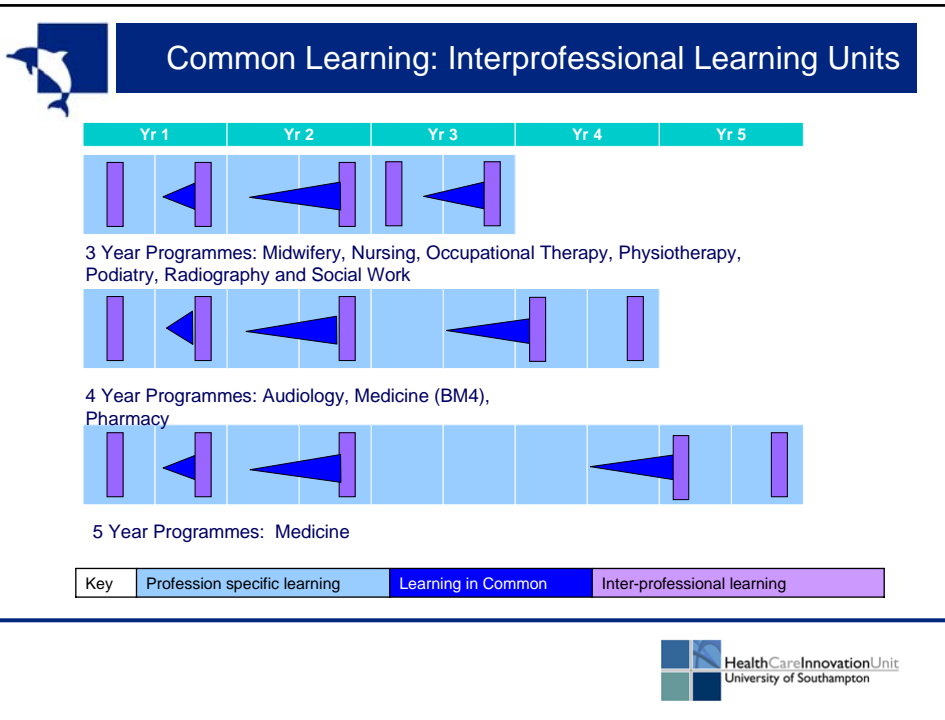 Common Learning: Interprofessional Learning Units
Yr 1 Yr 2 Yr 3 Yr 4 Yr 5
3 Year Programmes: Midwifery, Nursing, Occupational Therapy, Physiotherapy,
Podiatry, Radiography and Social Work
4 Year Programmes: Audiology, Medicine (BM4),
Pharmacy
5 Year Programmes: Medicine
Key Profession specific learning Learning in Common Inter-professional learning
HealthCareInnovationUnit
University of Southampton